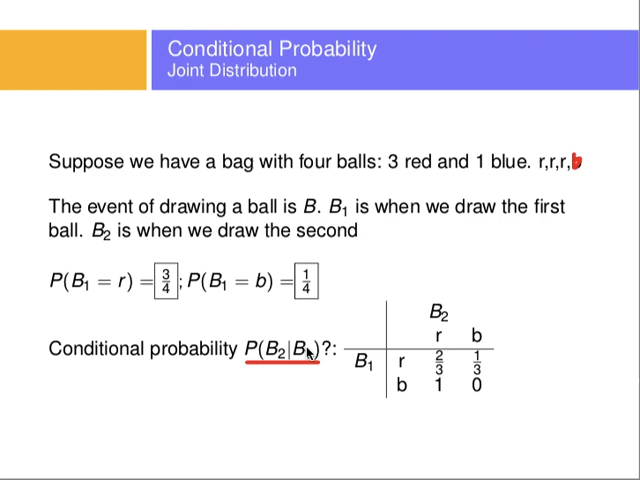 Conditional Probability
Joint Distribution
Suppose we have a bag with four balls: 3 red and 1 blue. r,r,r,b
The event of drawing a ball is B. B₁ is when we draw the first
ball. B₂ is when we draw the second
P(B₁ = r) = 3/4 ; P(B₁ = b) = 1/4
Conditional probability P(B₂|B₁)?:
B₂
r b
B₁ r 2/3 1/3
b 1 0